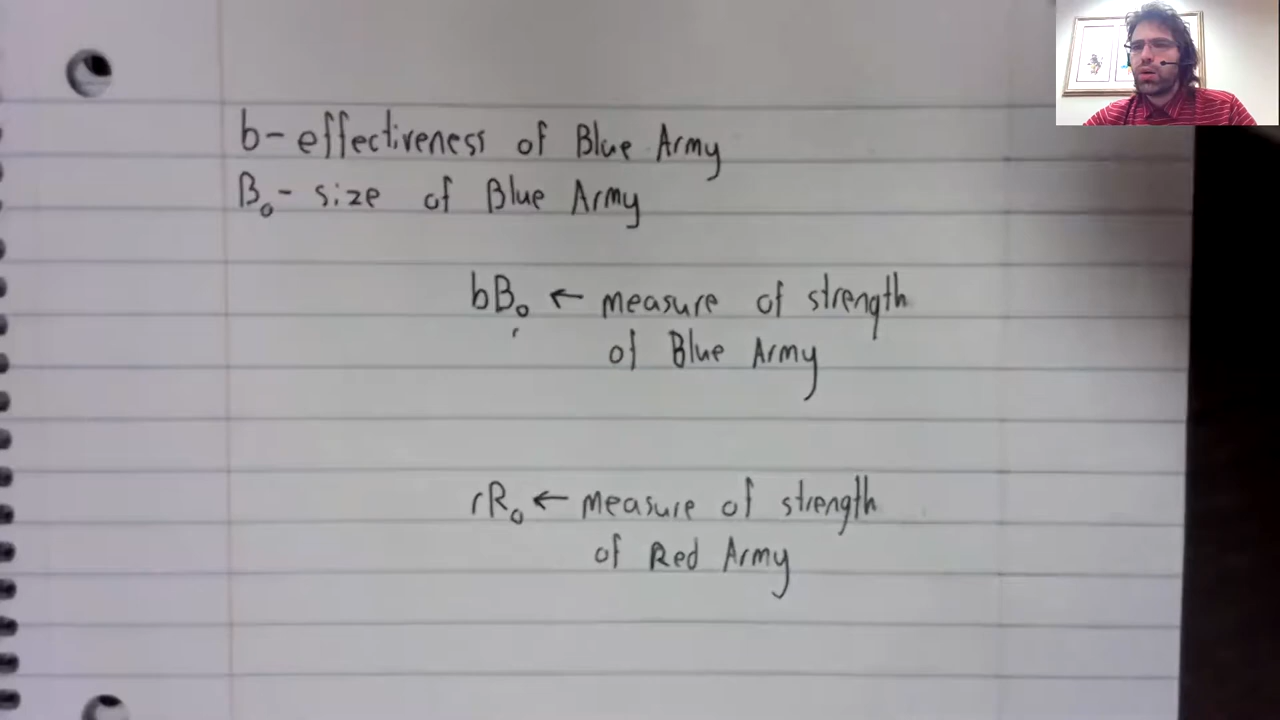 b - effectiveness of Blue Army
B₀ - size of Blue Army
bB₀ ← measure of strength
of Blue Army
rR₀ ← measure of strength
of Red Army